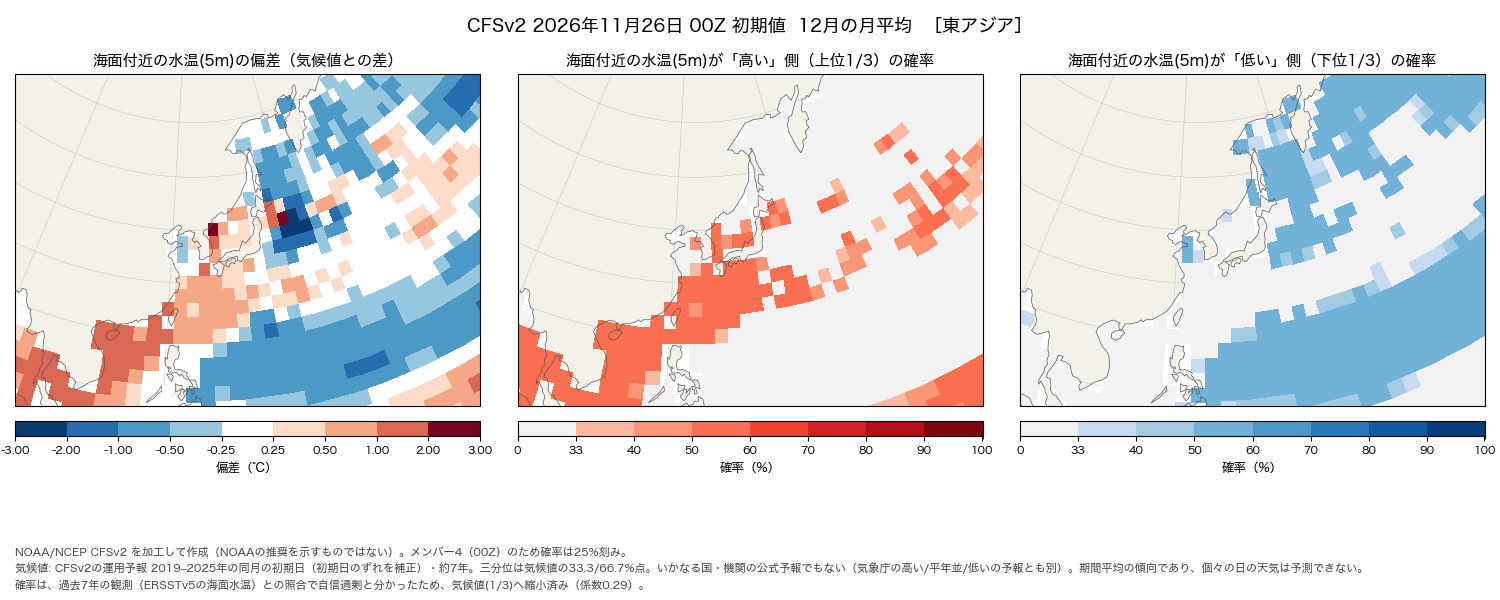 CFSv2 2026年11月26日 00Z 初期値 12月の月平均 ［東アジア］
海面付近の水温(5m)の偏差（気候値との差）
海面付近の水温(5m)が「高い」側（上位1/3）の確率
海面付近の水温(5m)が「低い」側（下位1/3）の確率
-3.00 -2.00 -1.00 -0.50 -0.25 0.25 0.50 1.00 2.00 3.00
偏差（℃）
0 33 40 50 60 70 80 90 100
確率（%）
0 33 40 50 60 70 80 90 100
確率（%）
NOAA/NCEP CFSv2 を加工して作成（NOAAの推奨を示すものではない）。メンバー4（00Z）のため確率は25%刻み。
気候値: CFSv2の運用予報 2019–2025年の同月の初期日（初期日のずれを補正）・約7年。三分位は気候値の33.3/66.7%点。いかなる国・機関の公式予報でもない（気象庁の高い/平年並/低いの予報とも別）。期間平均の傾向であり、個々の日の天気は予測できない。
確率は、過去7年の観測（ERSSTv5の海面水温）との照合で自信過剰と分かったため、気候値(1/3)へ縮小済み（係数0.29）。